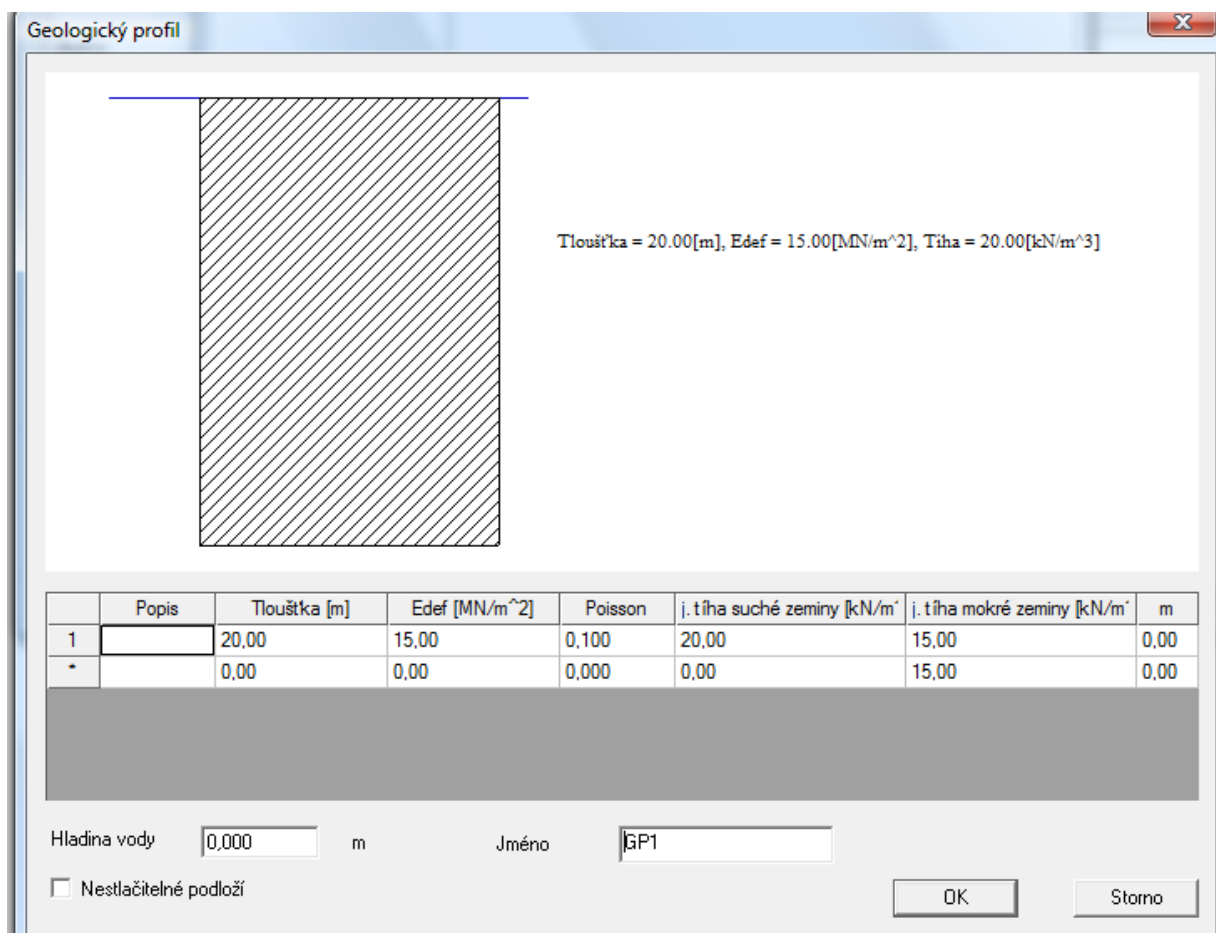 Geologický profil
Tloušťka = 20.00[m], Edef = 15.00[MN/m^2], Tíha = 20.00[kN/m^3]
Popis Tloušťka [m] Edef [MN/m^2] Poisson j. tíha suché zeminy [kN/m^ j. tíha mokré zeminy [kN/m^ m
1 20,00 15,00 0,100 20,00 15,00 0,00
* 0,00 0,00 0,000 0,00 15,00 0,00
Hladina vody 0,000 m Jméno GP1
Nestlačitelné podloží OK Storno